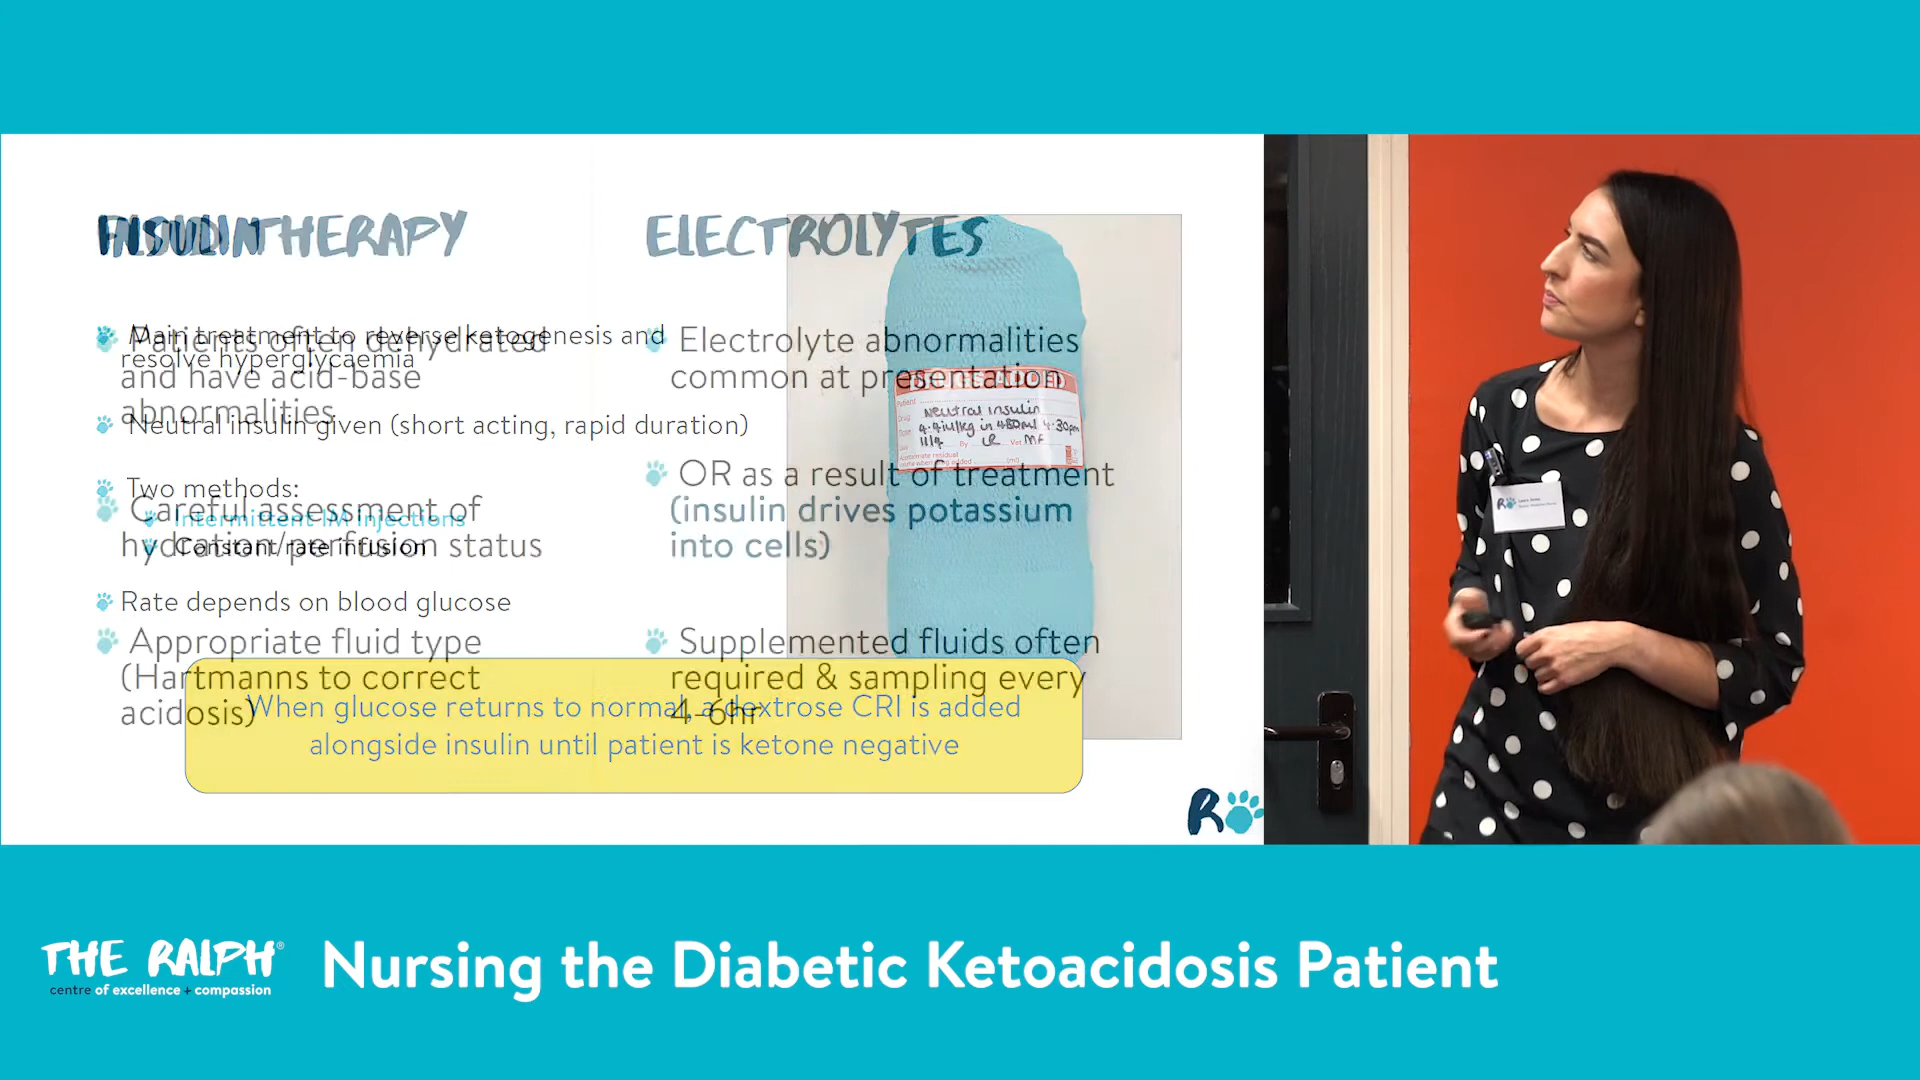 FLUID THERAPY
Patients often dehydrated
and have acid-base
abnormalities
Careful assessment of
hydration/perfusion status
Appropriate fluid type
(Hartmanns to correct
acidosis)
ELECTROLYTES
Electrolyte abnormalities
common at presentation
OR as a result of treatment
(insulin drives potassium
into cells)
Supplemented fluids often
required & sampling every
4-6hr
INSULIN
Main treatment to reverse ketogenesis and
resolve hyperglycaemia
Neutral insulin given (short acting, rapid duration)
Two methods:
Intermittent IM injections
Constant rate infusion
Rate depends on blood glucose
When glucose returns to normal, a dextrose CRI is added
alongside insulin until patient is ketone negative
Patient
Neutral insulin
By Vet MF
R
THE RALPH®
centre of excellence + compassion
Nursing the Diabetic Ketoacidosis Patient